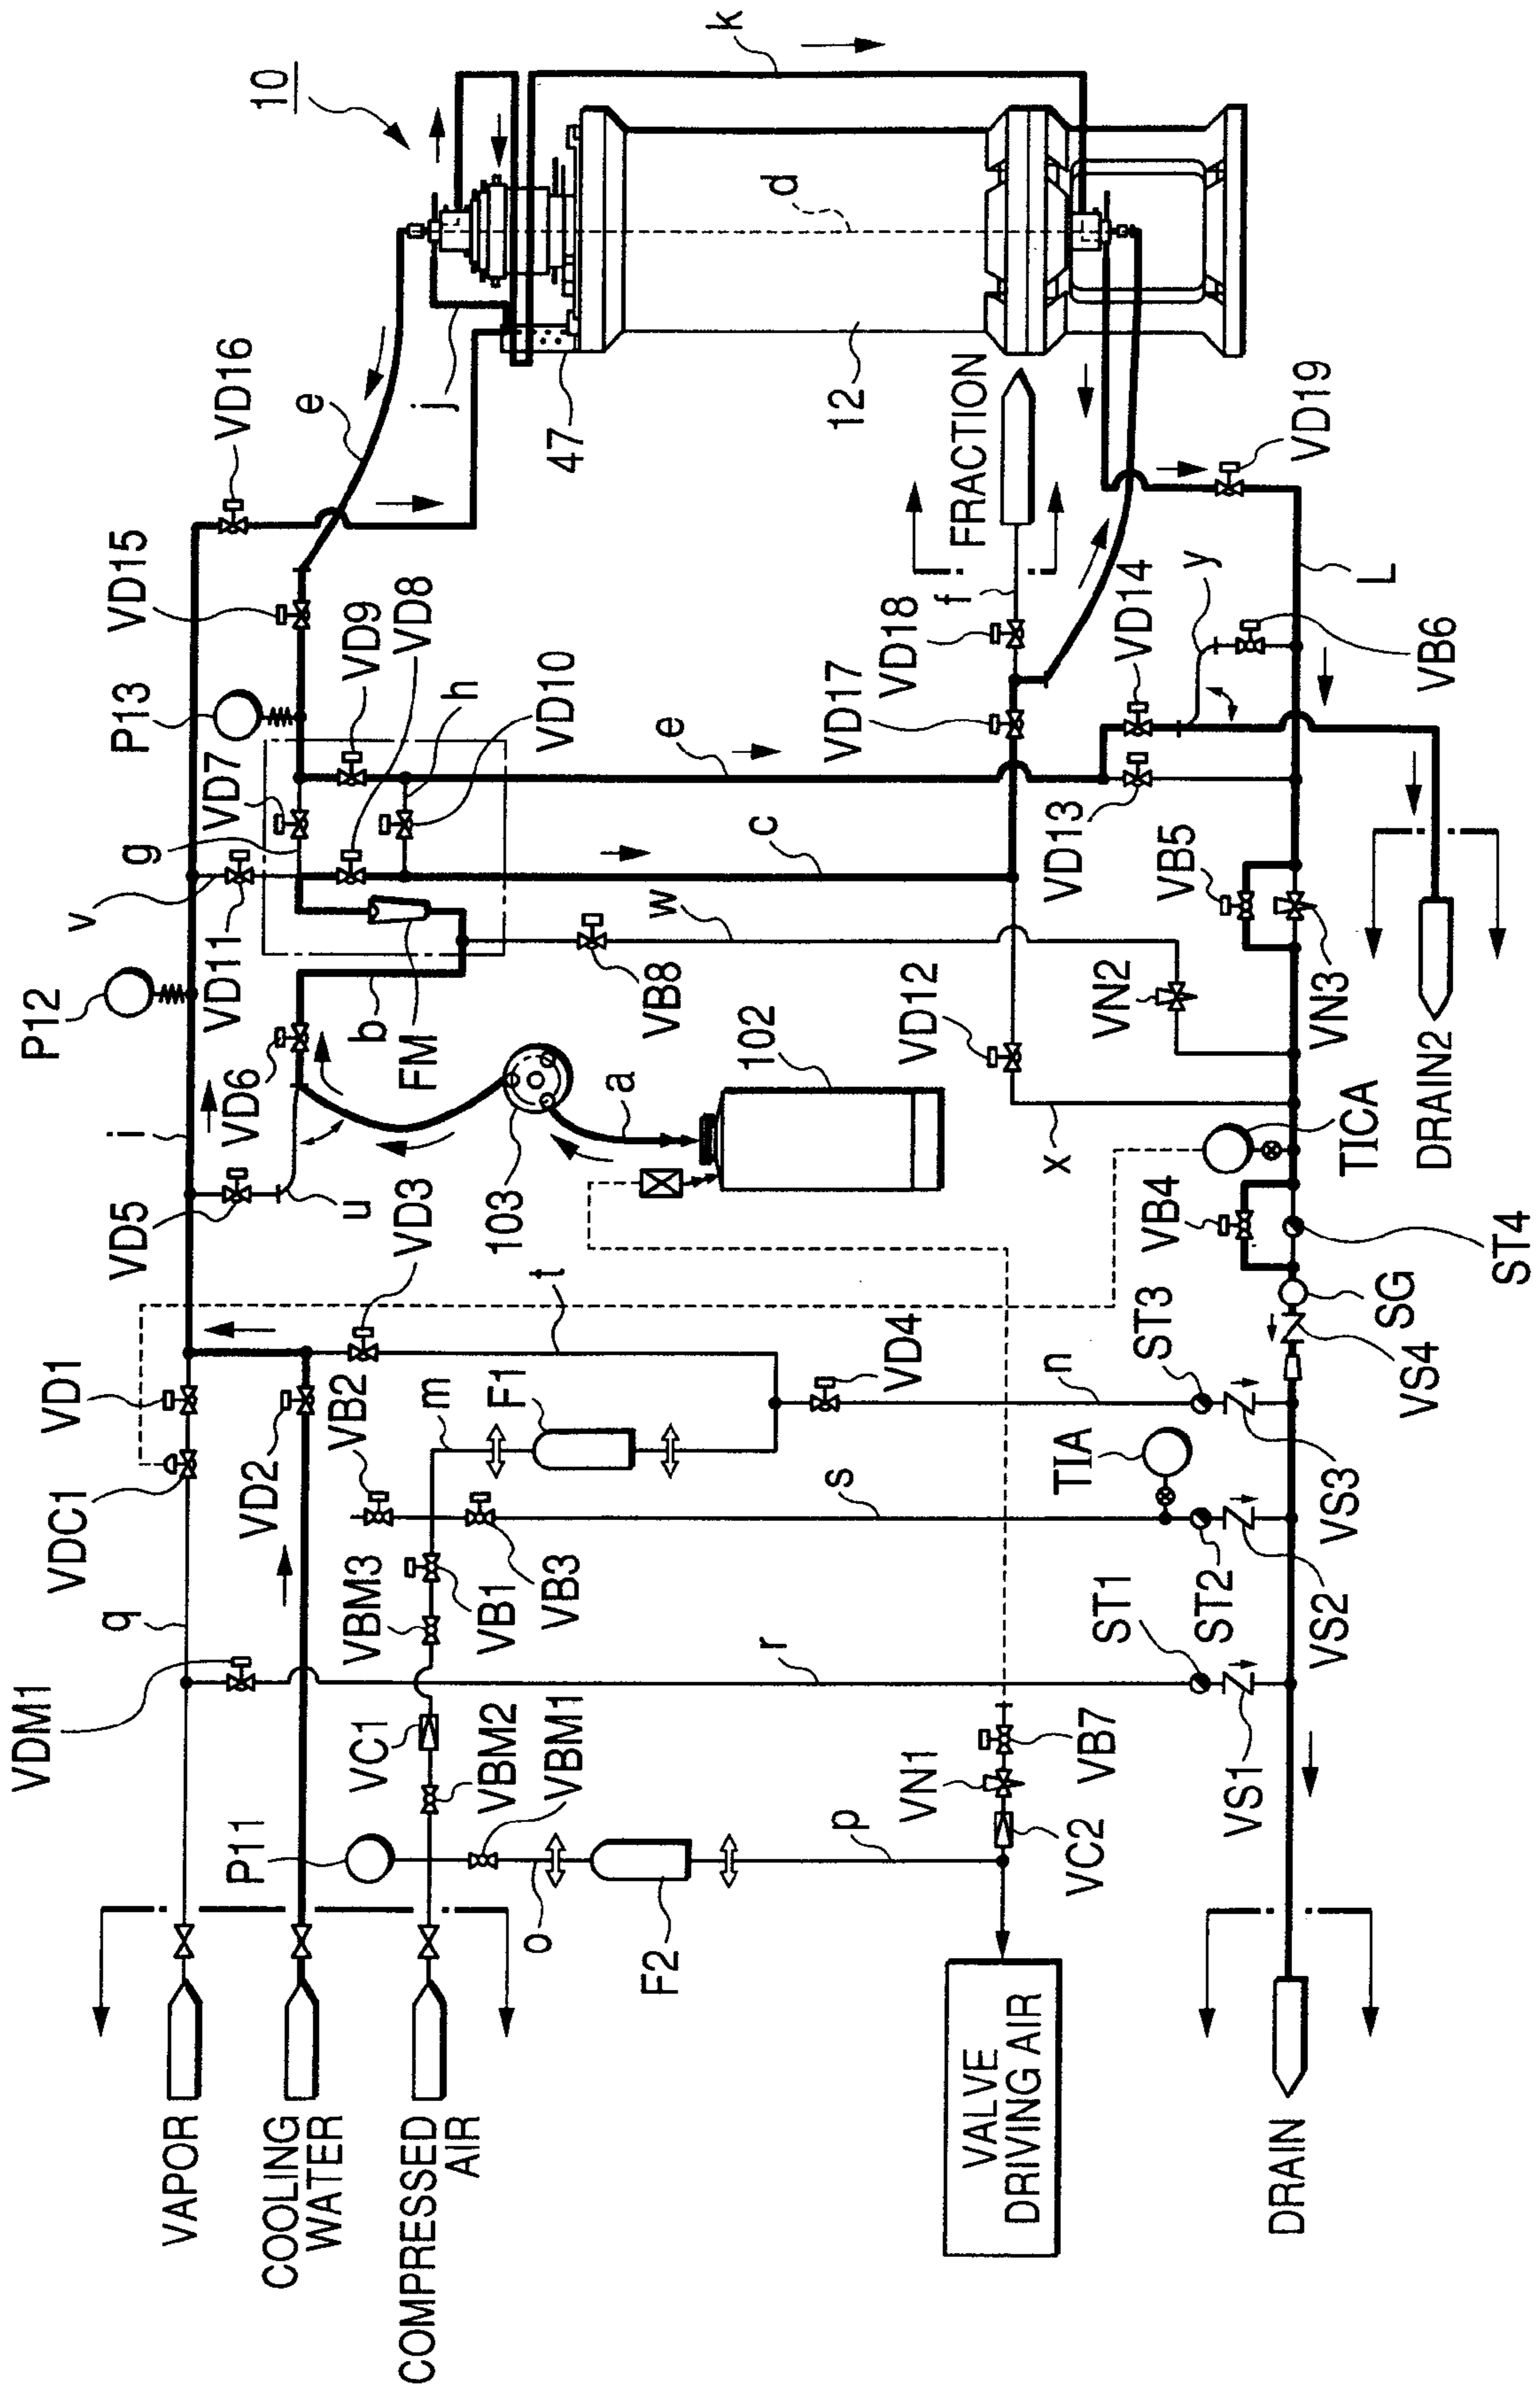 10
k
d
j
e
VD16
47
12
FRACTION
VD19
VD15
VD9
VD8
h
VD10
P13
VD7
g
v
VD11
P12
e
c
w
VD17
VD18
f
VD14
y
L
VB6
VD13
VB5
VN3
DRAIN2
VN2
VD12
VB8
b
FM
VD6
i
u
VD5
103
a
102
x
TICA
VB4
ST4
SG
VS4
ST3
VD3
t
VD4
n
VD1
VDC1
VD2
VB2
m
F1
s
TIA
VS3
VB3
VB1
VBM3
ST1
ST2
VS2
q
VDM1
r
VC1
VBM2
VBM1
P11
o
F2
p
VN1
VB7
VC2
VS1
VAPOR
COOLING
WATER
COMPRESSED
AIR
VALVE
DRIVING AIR
DRAIN